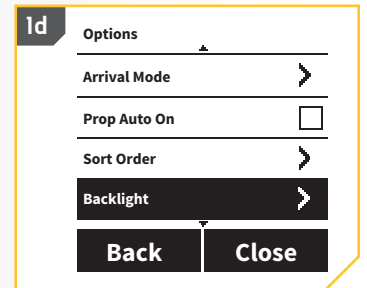 1d
Options
Arrival Mode
Prop Auto On
Sort Order
Backlight
Back Close